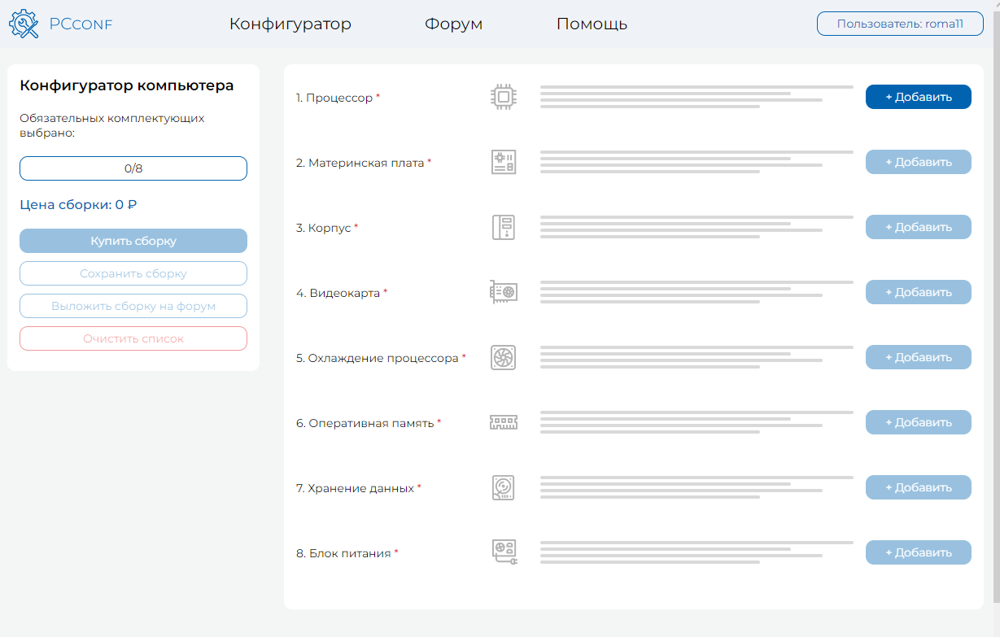 PCCONF
Конфигуратор
Форум
Помощь
Пользователь: roma11
Конфигуратор компьютера
Обязательных комплектующих
выбрано:
0/8
Цена сборки: 0 ₽
Купить сборку
Сохранить сборку
Выложить сборку на форум
Очистить список
1. Процессор *
+ Добавить
2. Материнская плата *
+ Добавить
3. Корпус *
+ Добавить
4. Видеокарта *
+ Добавить
5. Охлаждение процессора *
+ Добавить
6. Оперативная память *
+ Добавить
7. Хранение данных *
+ Добавить
8. Блок питания *
+ Добавить